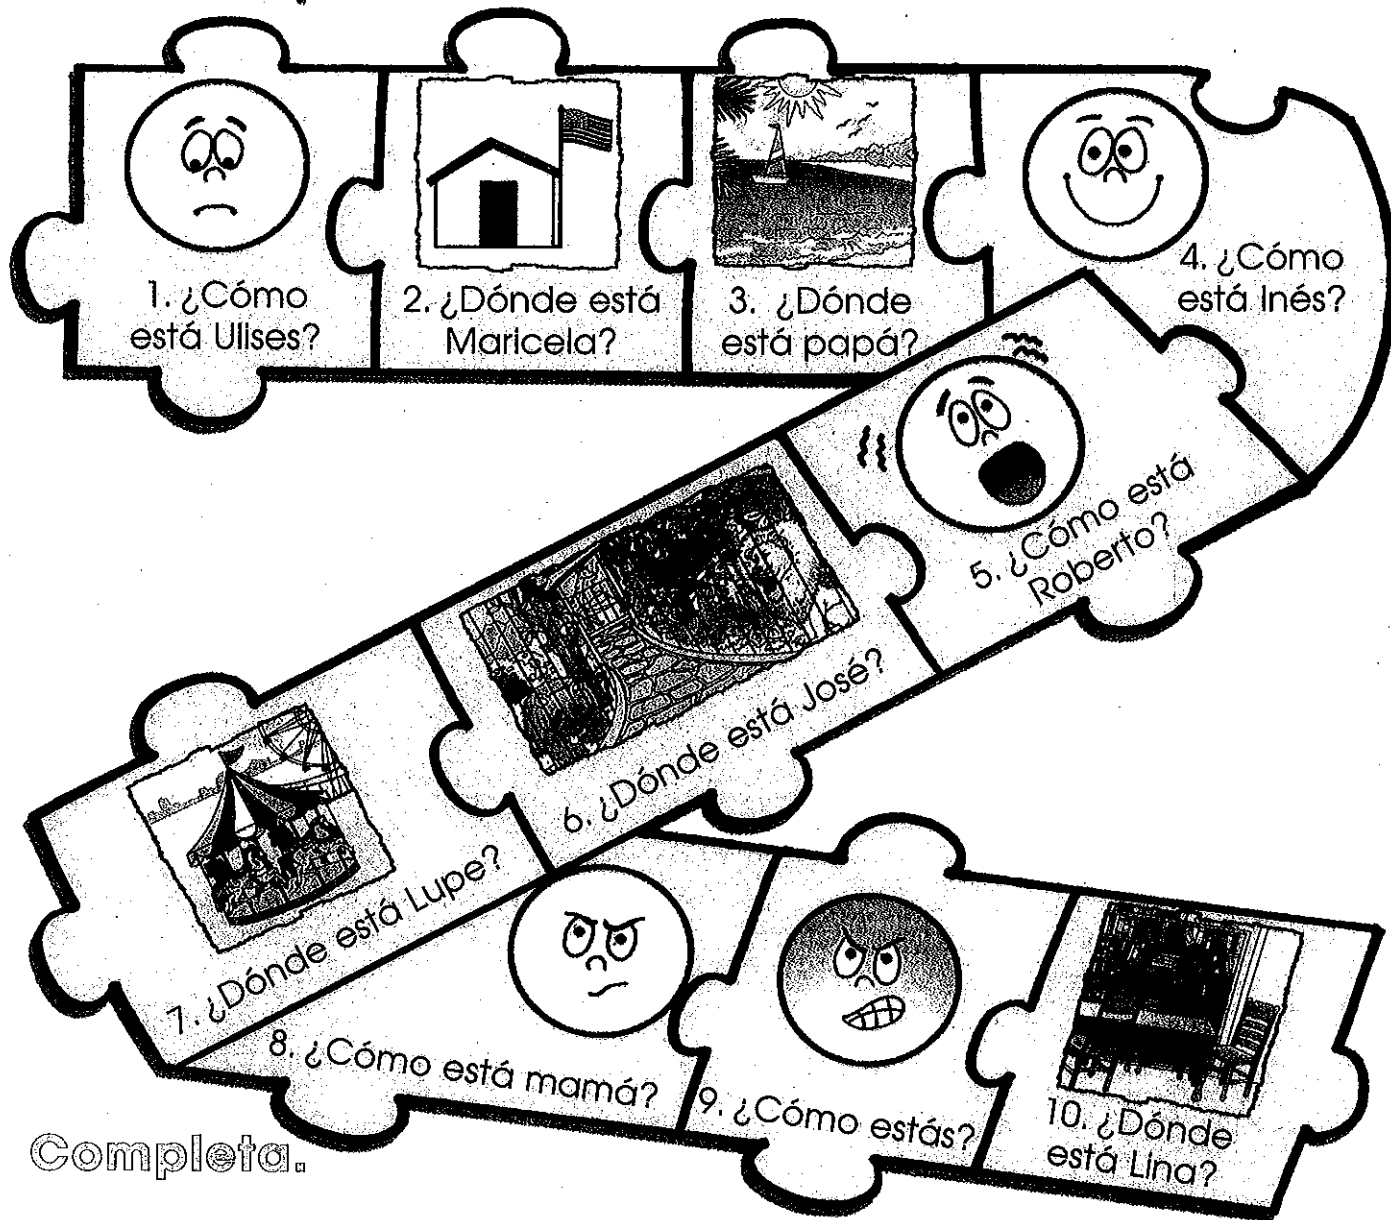 1. ¿Cómo
está Ulises?
2. ¿Dónde está
Maricela?
3. ¿Dónde
está papá?
4. ¿Cómo
está Inés?
5. ¿Cómo está
Roberto?
6. ¿Dónde está José?
7. ¿Dónde está Lupe?
8. ¿Cómo está mamá?
9. ¿Cómo estás?
10. ¿Dónde
está Lina?
Completa.